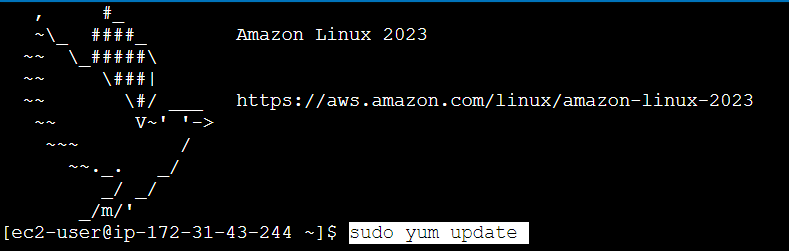 ,     #_
   ~\_  ####_        Amazon Linux 2023
  ~~  \_#####\
  ~~     \###|
  ~~       \#/ ___   https://aws.amazon.com/linux/amazon-linux-2023
   ~~       V~' '->
    ~~~         /
      ~~._.   _/
         _/ _/
       _/m/'
[ec2-user@ip-172-31-43-244 ~]$ sudo yum update